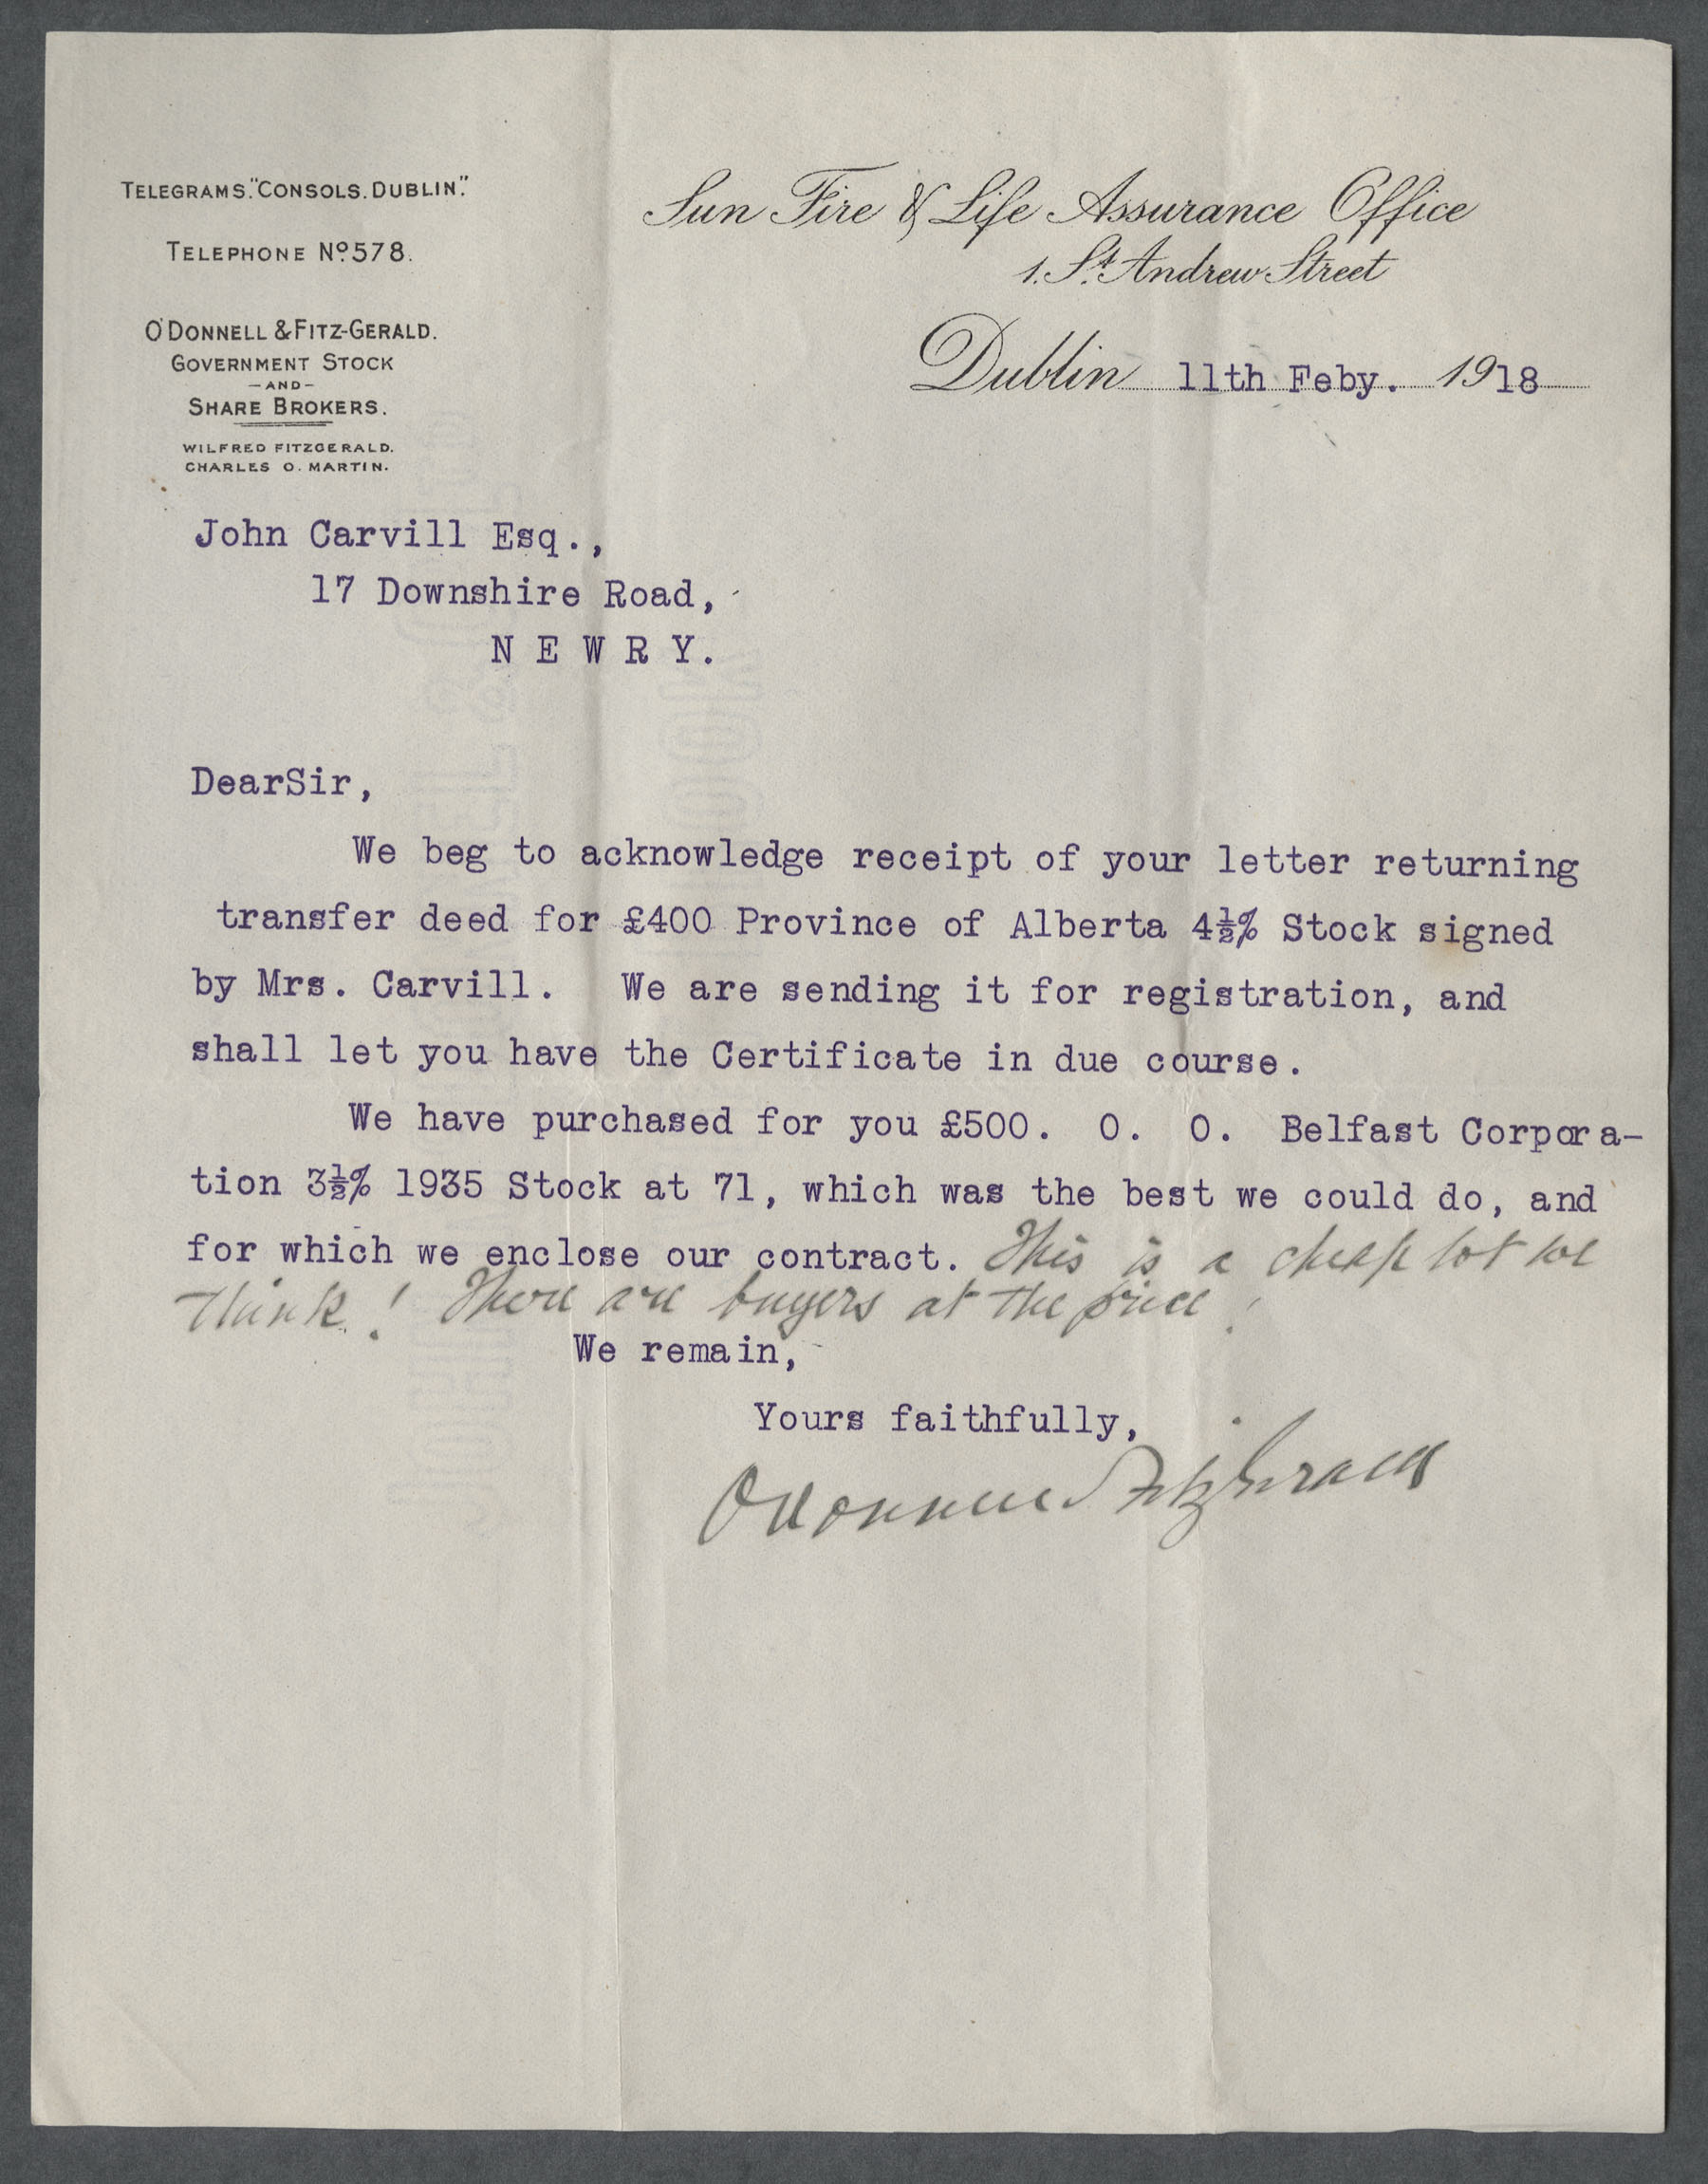 TELEGRAMS. "CONSOLS. DUBLIN".
TELEPHONE Nº 578.
O'DONNELL & FITZ-GERALD.
GOVERNMENT STOCK
—AND—
SHARE BROKERS.
WILFRED FITZGERALD.
CHARLES O. MARTIN.
Sun Fire & Life Assurance Office
1. St. Andrew Street
Dublin 11th Feby. 1918
John Carvill Esq.,
17 Downshire Road,
N E W R Y.
DearSir,
We beg to acknowledge receipt of your letter returning
transfer deed for £400 Province of Alberta 4½% Stock signed
by Mrs. Carvill. We are sending it for registration, and
shall let you have the Certificate in due course.
We have purchased for you £500. 0. 0. Belfast Corpora-
tion 3½% 1935 Stock at 71, which was the best we could do, and
for which we enclose our contract. This is a cheap lot we
think! There are buyers at the price!
We remain,
Yours faithfully,
O'Donnell Fitzgerald